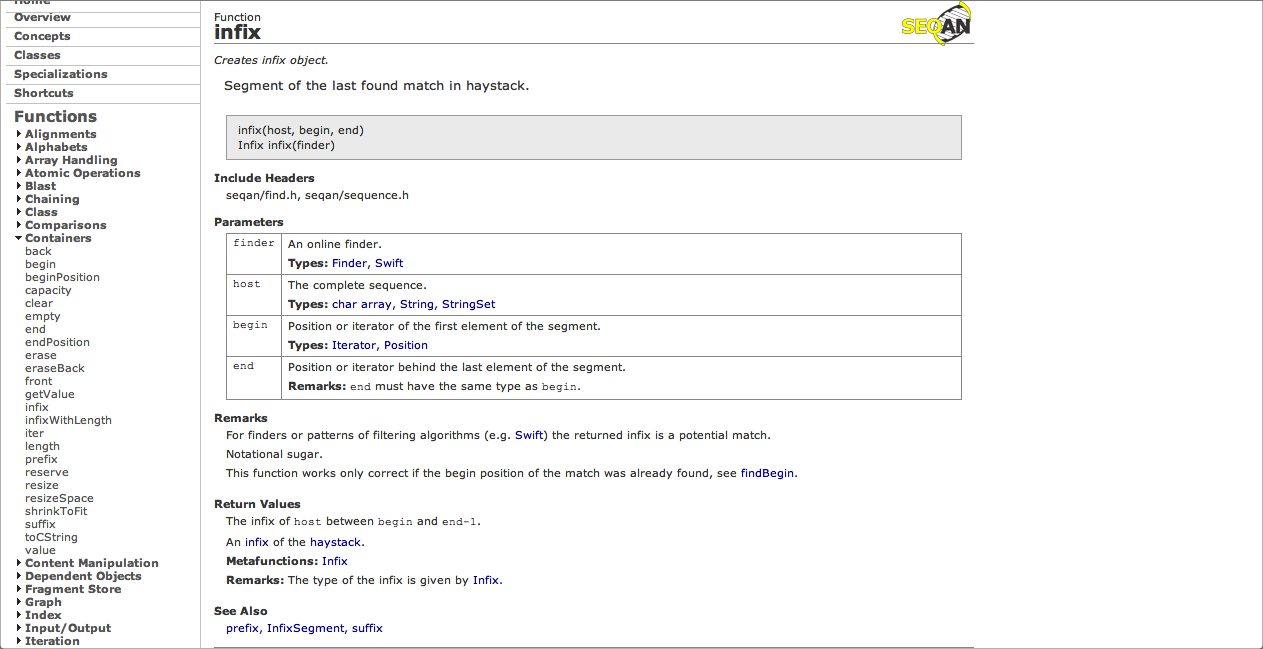 Home
Overview
Concepts
Classes
Specializations
Shortcuts
Functions
Alignments
Alphabets
Array Handling
Atomic Operations
Blast
Chaining
Class
Comparisons
Containers
back
begin
beginPosition
capacity
clear
empty
end
endPosition
erase
eraseBack
front
getValue
infix
infixWithLength
iter
length
prefix
reserve
resize
resizeSpace
shrinkToFit
suffix
toCString
value
Content Manipulation
Dependent Objects
Fragment Store
Graph
Index
Input/Output
Iteration
Function
infix
SEQAN
Creates infix object.
Segment of the last found match in haystack.
infix(host, begin, end)
Infix infix(finder)
Include Headers
seqan/find.h, seqan/sequence.h
Parameters
finder An online finder.
Types: Finder, Swift
host The complete sequence.
Types: char array, String, StringSet
begin Position or iterator of the first element of the segment.
Types: Iterator, Position
end Position or iterator behind the last element of the segment.
Remarks: end must have the same type as begin.
Remarks
For finders or patterns of filtering algorithms (e.g. Swift) the returned infix is a potential match.
Notational sugar.
This function works only correct if the begin position of the match was already found, see findBegin.
Return Values
The infix of host between begin and end-1.
An infix of the haystack.
Metafunctions: Infix
Remarks: The type of the infix is given by Infix.
See Also
prefix, InfixSegment, suffix